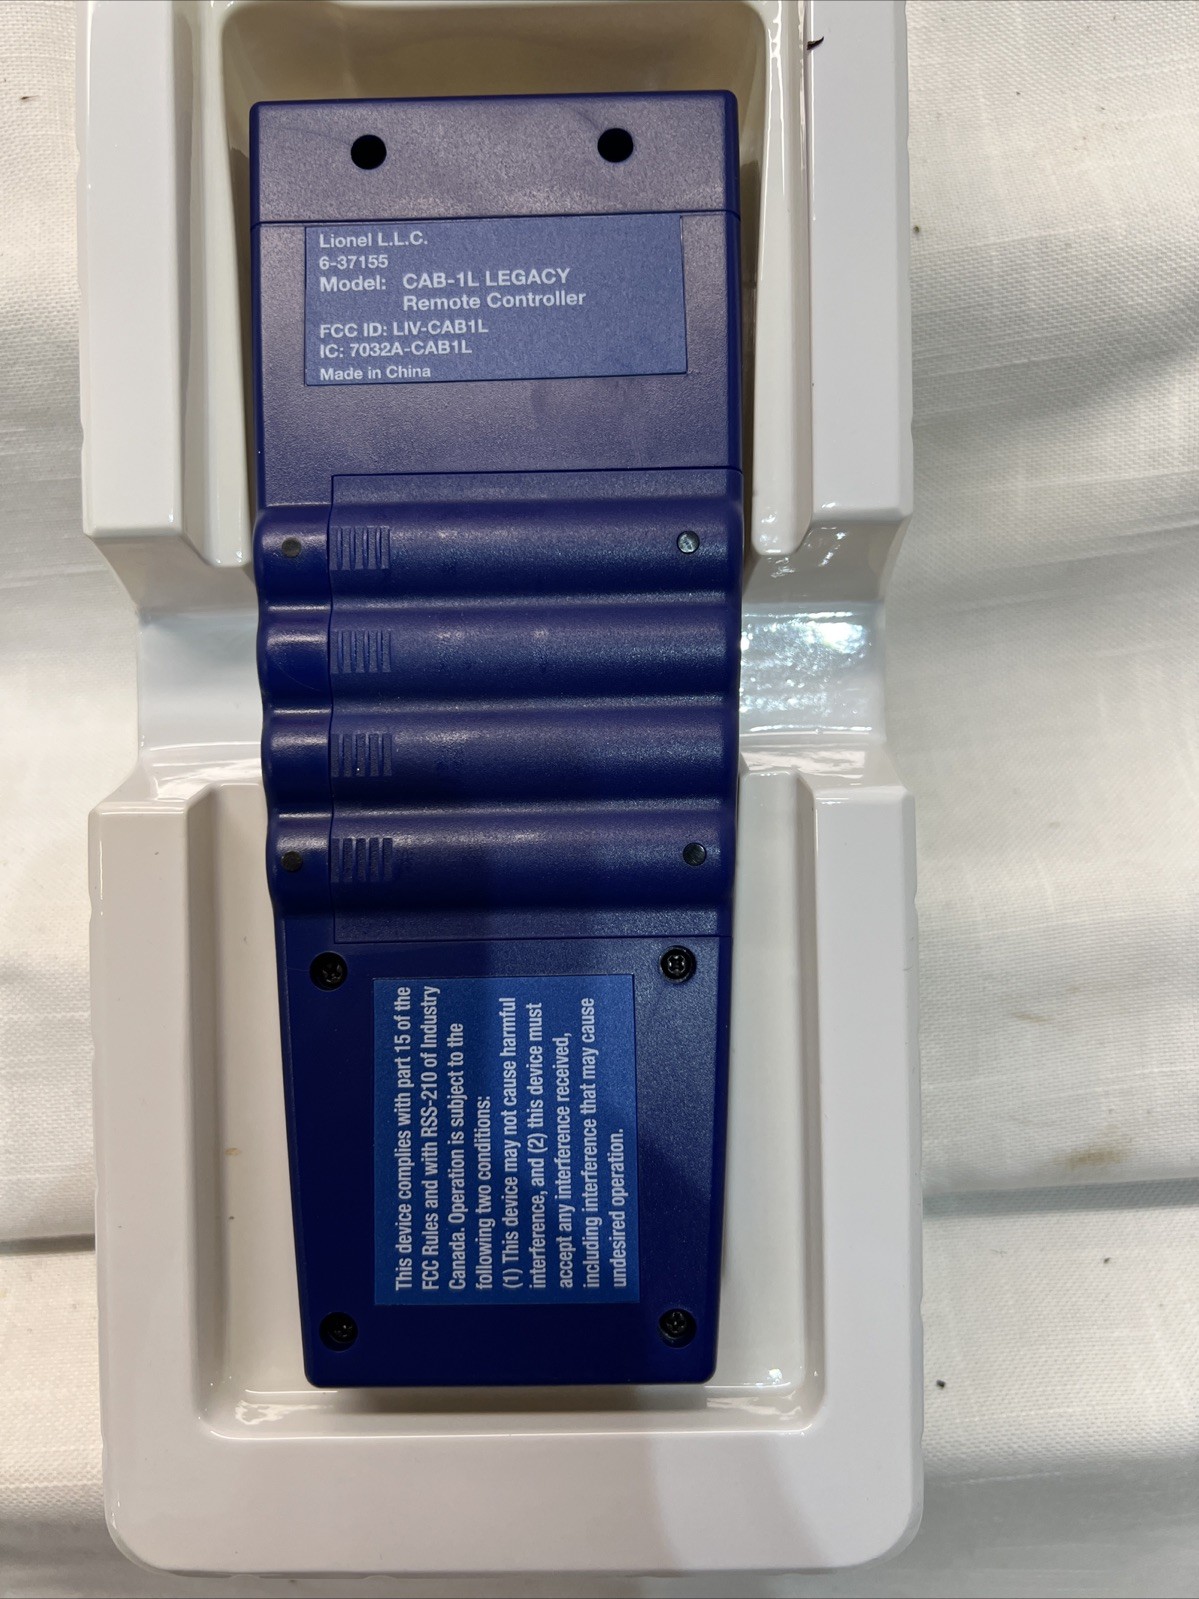 Lionel L.L.C.
6-37155
Model: CAB-1L LEGACY
Remote Controller
FCC ID: LIV-CAB1L
IC: 7032A-CAB1L
Made in China
This device complies with part 15 of the
FCC Rules and with RSS-210 of Industry
Canada. Operation is subject to the
following two conditions:
(1) This device may not cause harmful
interference, and (2) this device must
accept any interference received,
including interference that may cause
undesired operation.